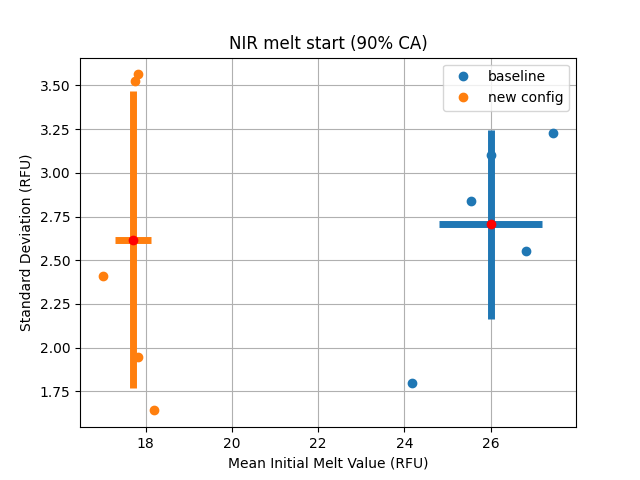 NIR melt start (90% CA)
baseline
new config
3.50
3.25
3.00
2.75
2.50
2.25
2.00
1.75
Standard Deviation (RFU)
18 20 22 24 26
Mean Initial Melt Value (RFU)